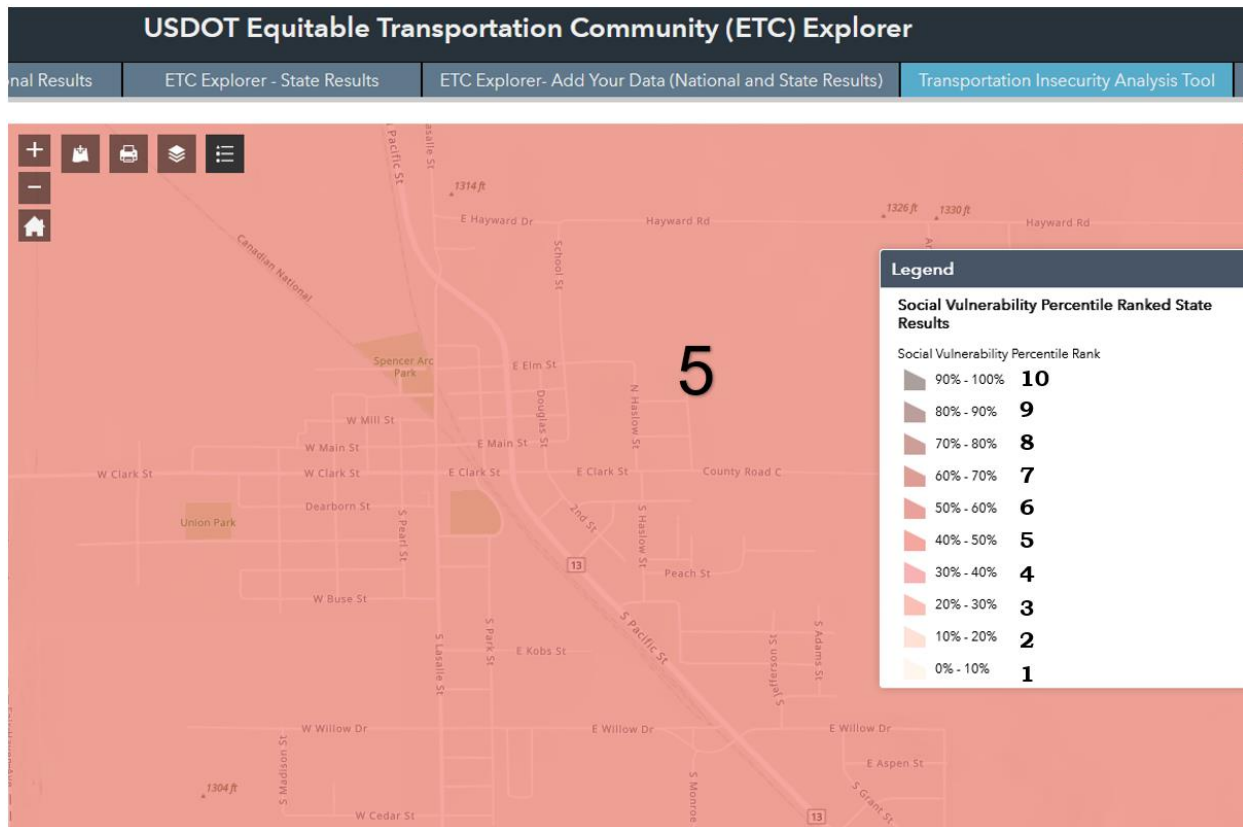 USDOT Equitable Transportation Community (ETC) Explorer
nal Results
ETC Explorer - State Results
ETC Explorer- Add Your Data (National and State Results)
Transportation Insecurity Analysis Tool
S Pacific St
asalle St
1314 ft
E Hayward Dr
Hayward Rd
1326 ft
1330 ft
Hayward Rd
Canadian National
School St
Spencer Arc
Park
E Elm St
5
N Haslow St
Douglas St
W Mill St
W Main St
E Main St
W Clark St
W Clark St
E Clark St
E Clark St
County Road C
Dearborn St
Union Park
S Pearl St
2nd St
S Haslow St
13
Peach St
W Buse St
S Lasalle St
S Park St
E Kobs St
S Pacific St
S Jefferson St
S Adams St
W Willow Dr
E Willow Dr
E Willow Dr
S Madison St
E Aspen St
1304 ft
S Monroe
S Grant St
W Cedar St
13
Legend
Social Vulnerability Percentile Ranked State
Results
Social Vulnerability Percentile Rank
90% - 100% 10
80% - 90% 9
70% - 80% 8
60% - 70% 7
50% - 60% 6
40% - 50% 5
30% - 40% 4
20% - 30% 3
10% - 20% 2
0% - 10% 1